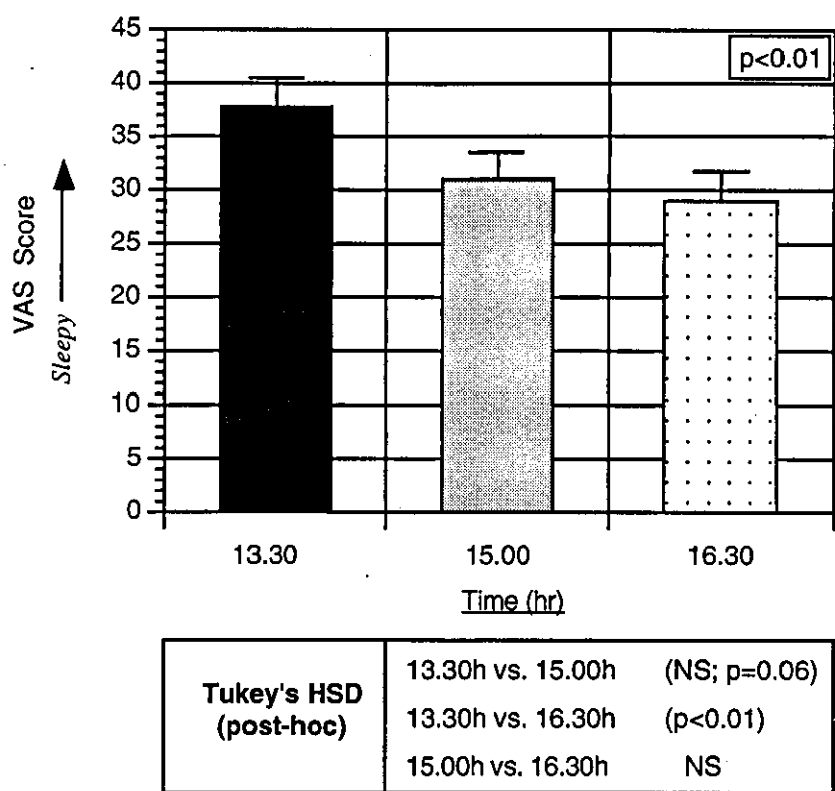 45
p<0.01
40
35
30
25
20
15
10
5
0
VAS Score
Sleepy
13.30 15.00 16.30
Time (hr)
Tukey's HSD
(post-hoc)
13.30h vs. 15.00h (NS; p=0.06)
13.30h vs. 16.30h (p<0.01)
15.00h vs. 16.30h NS